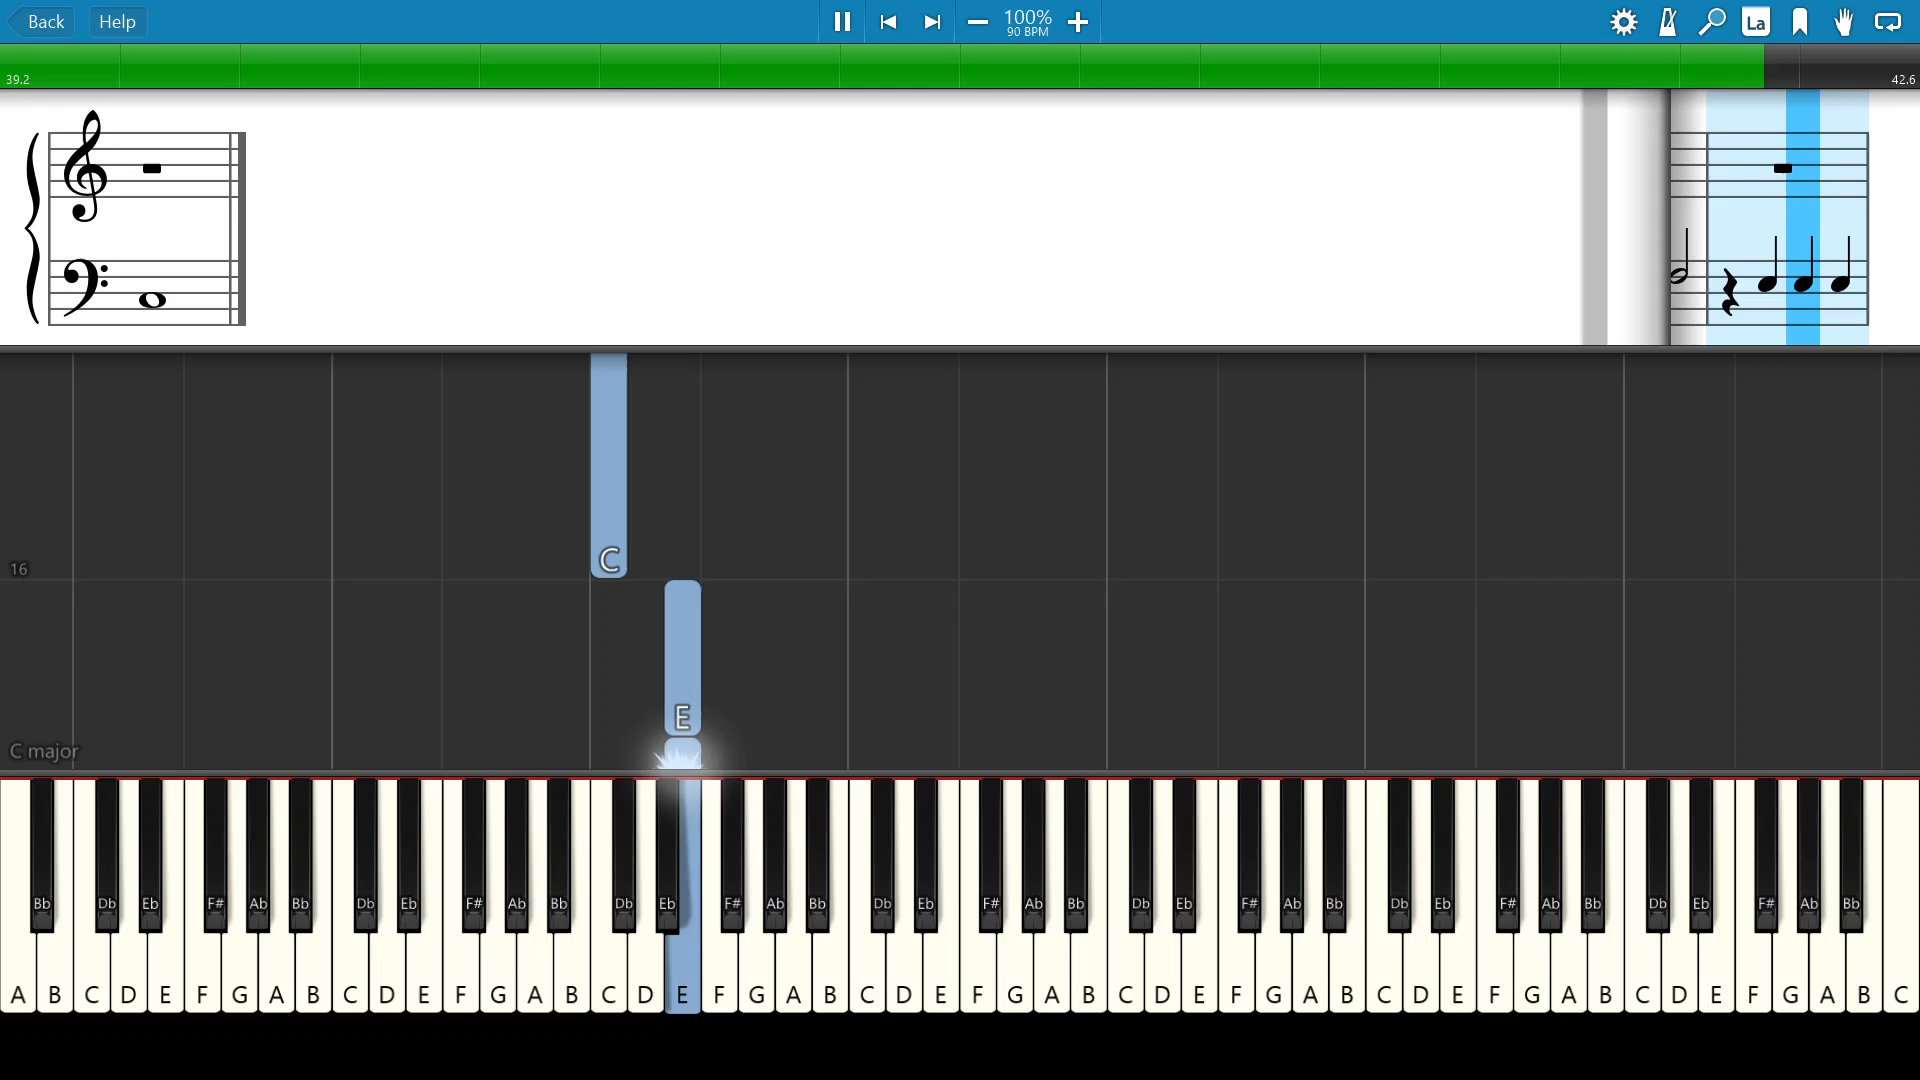 Back Help 100% La
90 BPM
39.2 42.6
C
16
E
C major
Bb Db Eb F# Ab Bb Db Eb F# Ab Bb Db Eb F# Ab Bb Db Eb F# Ab Bb Db Eb F# Ab Bb Db Eb F# Ab Bb Db Eb F# Ab Bb
A B C D E F G A B C D E F G A B C D E F G A B C D E F G A B C D E F G A B C D E F G A B C D E F G A B C